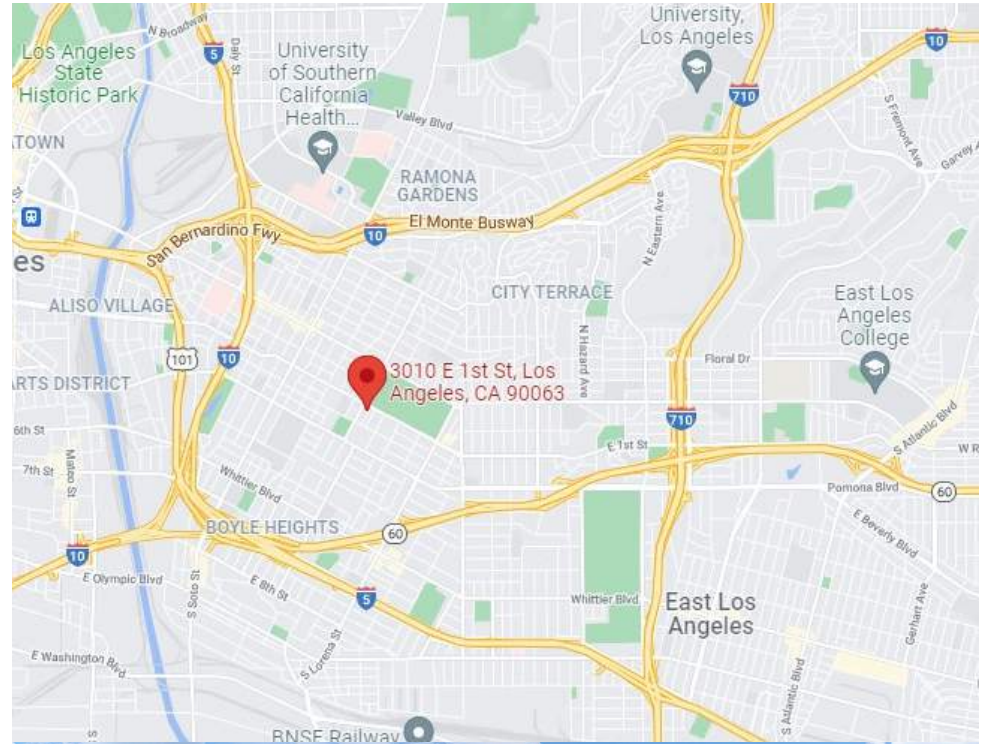 N Broadway
Los Angeles
State
Historic Park
Daly St
5
University
of Southern
California
Health...
University,
Los Angeles
10
710
Valley Blvd
S Fremont Ave
RAMONA
GARDENS
San Bernardino Fwy
10
El Monte Busway
N Eastern Ave
es
ALISO VILLAGE
CITY TERRACE
East Los
Angeles
College
N Hazard Ave
101
10
Floral Dr
3010 E 1st St, Los
Angeles, CA 90063
ARTS DISTRICT
6th St
7th St
Mateo St
710
E 1st St
S Atlantic Blvd
W R
Whittier Blvd
Pomona Blvd
60
BOYLE HEIGHTS
60
E Beverly Blvd
10
E Olympic Blvd
S Soto St
E 8th St
5
Whittier Blvd
East Los
Angeles
Gerhart Ave
E Washington Blvd
S Lorena St
S Atlantic Blvd
BNSF Railway